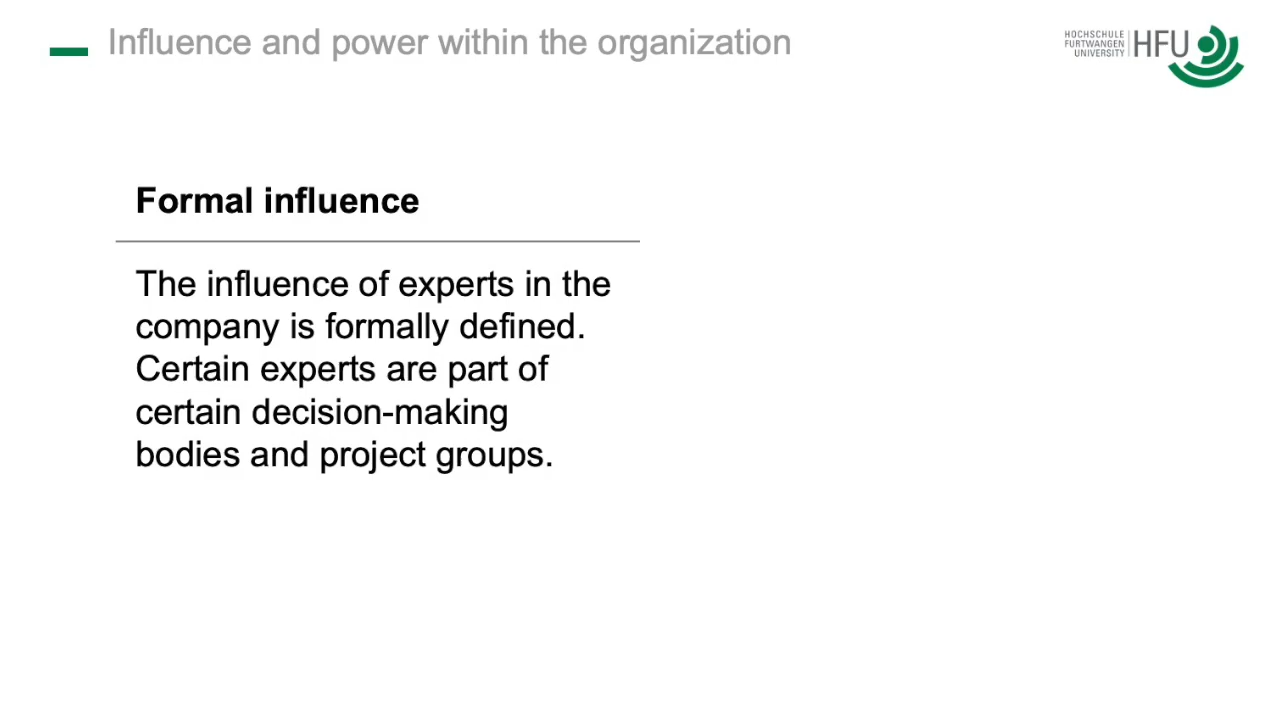 Influence and power within the organization
HOCHSCHULE
FURTWANGEN
UNIVERSITY
HFU
Formal influence
The influence of experts in the
company is formally defined.
Certain experts are part of
certain decision-making
bodies and project groups.